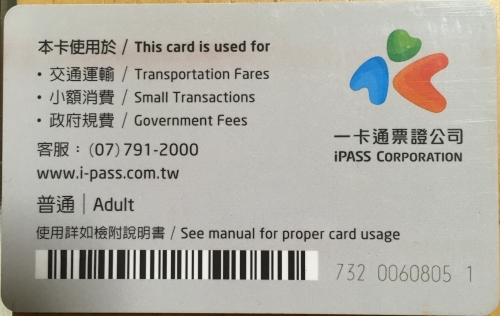 本卡使用於 / This card is used for
・交通運輸 / Transportation Fares
・小額消費 / Small Transactions
・政府規費 / Government Fees
客服：(07)791-2000
www.i-pass.com.tw
普通 | Adult
使用詳如檢附說明書 / See manual for proper card usage
732 0060805 1
一卡通票證公司
iPASS CORPORATION